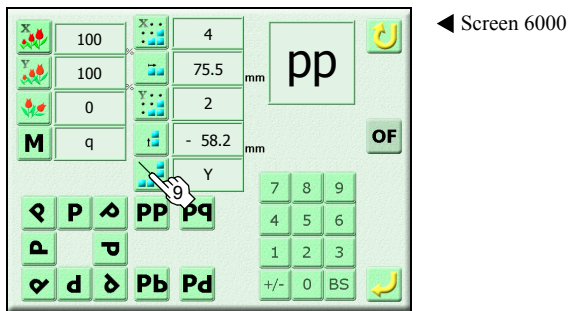 ◀ Screen 6000
X 100 % X 4
Y 100 % 75.5 mm
0 Y 2
M q - 58.2 mm
Y
9
pp
OF
P P P PP Pq
P P
P d P Pb Pd
7 8 9
4 5 6
1 2 3
+/- 0 BS